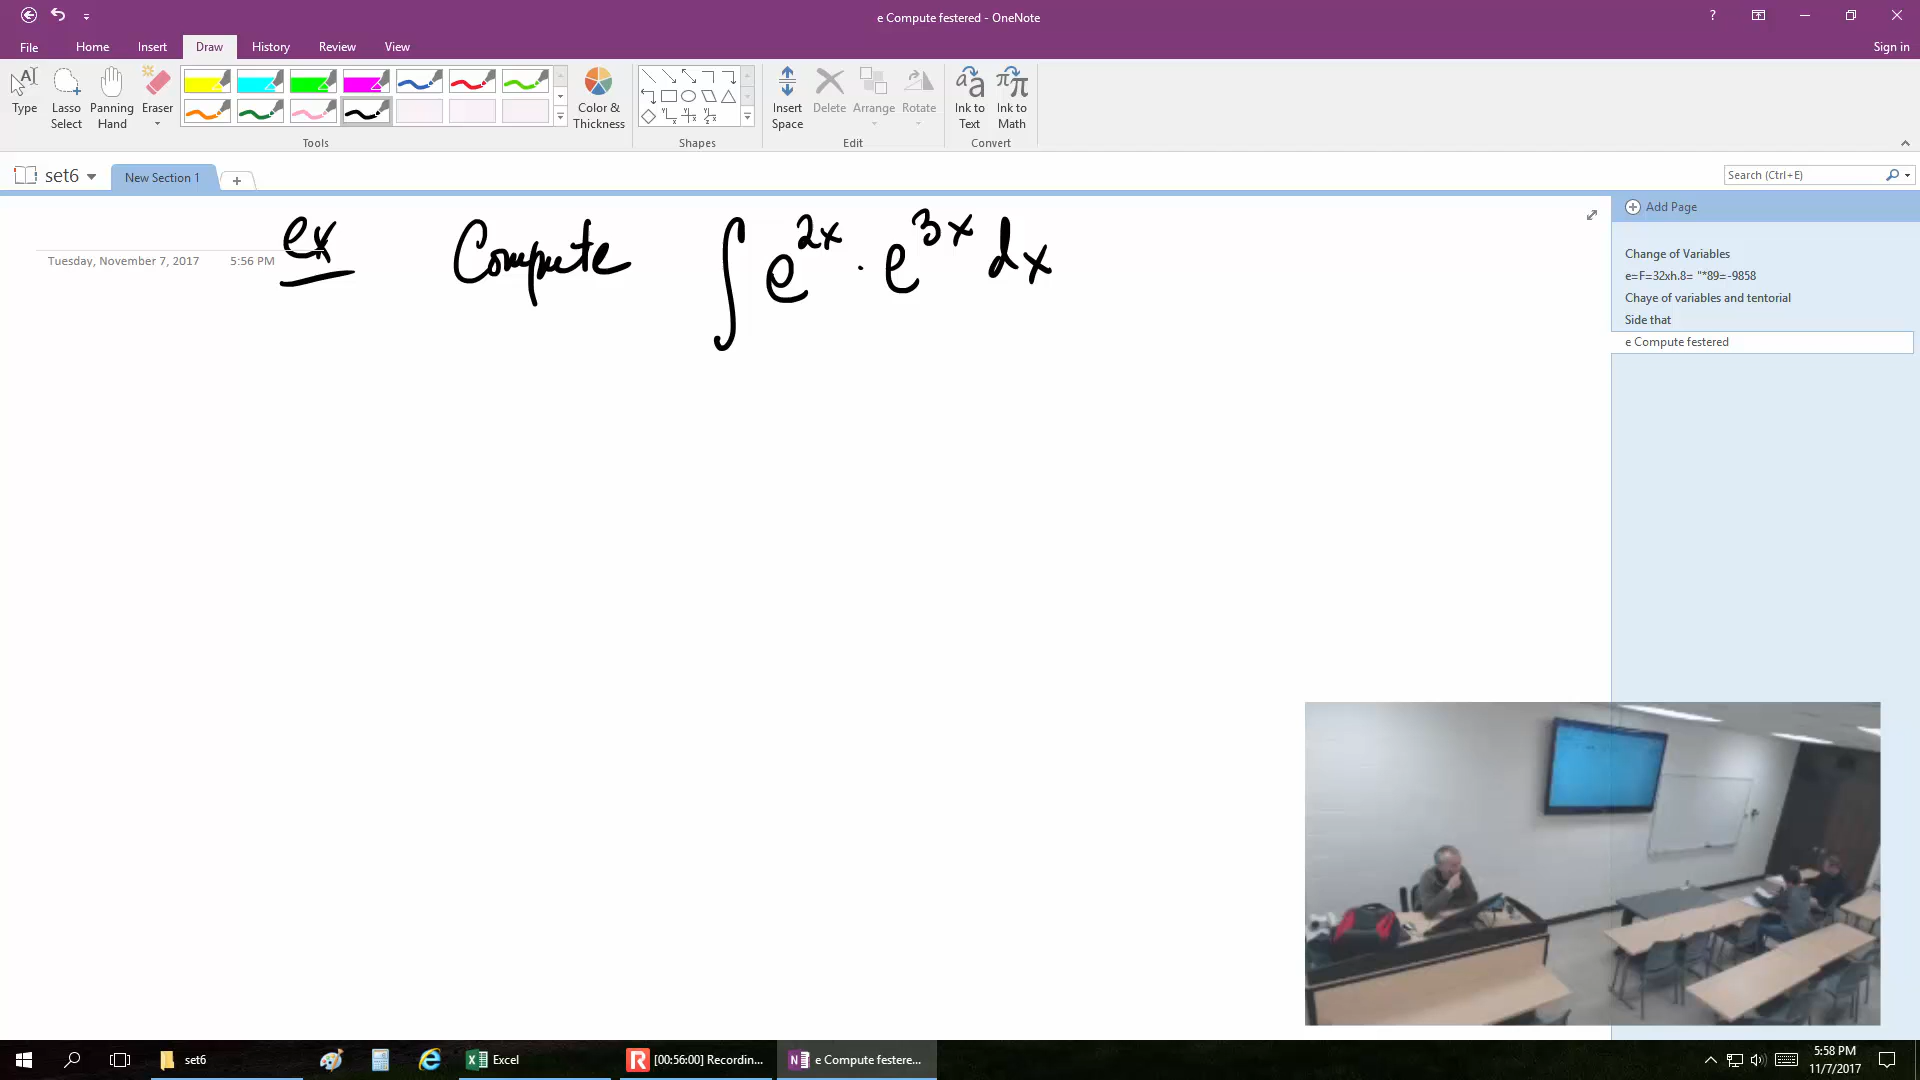 e Compute festered - OneNote
File Home Insert Draw History Review View Sign in
Type Lasso Select Panning Hand Eraser Color & Thickness Insert Space Delete Arrange Rotate Ink to Text Ink to Math
Tools Shapes Edit Convert
set6 New Section 1 Search (Ctrl+E)
Add Page
ex Compute ∫ e^{2x} · e^{3x} dx
Tuesday, November 7, 2017 5:56 PM
Change of Variables
e=F=32xh.8= "*89=-9858
Chaye of variables and tentorial
Side that
e Compute festered
set6 Excel [00:56:00] Recordin... e Compute festere... 5:58 PM
11/7/2017